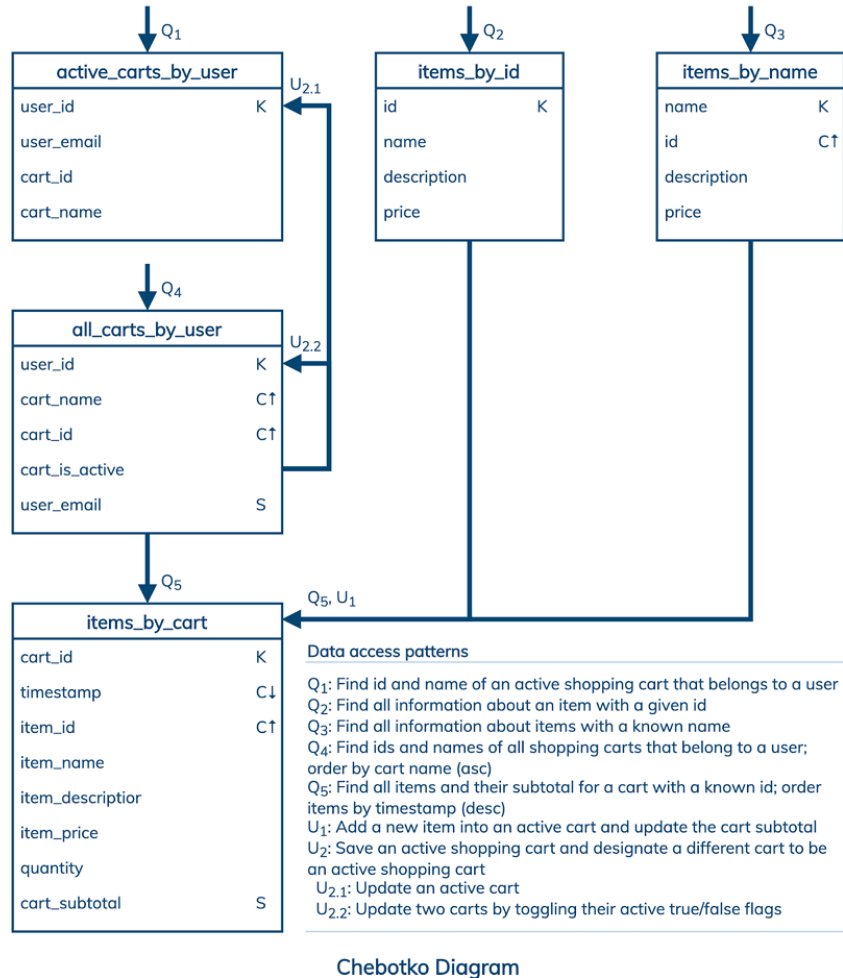 Q1
Q2
Q3
active_carts_by_user
user_id K
user_email
cart_id
cart_name
U2.1
items_by_id
id K
name
description
price
items_by_name
name K
id C↑
description
price
Q4
all_carts_by_user
user_id K
cart_name C↑
cart_id C↑
cart_is_active
user_email S
U2.2
Q5
Q5, U1
items_by_cart
cart_id K
timestamp C↓
item_id C↑
item_name
item_descriptior
item_price
quantity
cart_subtotal S
Data access patterns
Q1: Find id and name of an active shopping cart that belongs to a user
Q2: Find all information about an item with a given id
Q3: Find all information about items with a known name
Q4: Find ids and names of all shopping carts that belong to a user;
order by cart name (asc)
Q5: Find all items and their subtotal for a cart with a known id; order
items by timestamp (desc)
U1: Add a new item into an active cart and update the cart subtotal
U2: Save an active shopping cart and designate a different cart to be
an active shopping cart
U2.1: Update an active cart
U2.2: Update two carts by toggling their active true/false flags
Chebotko Diagram